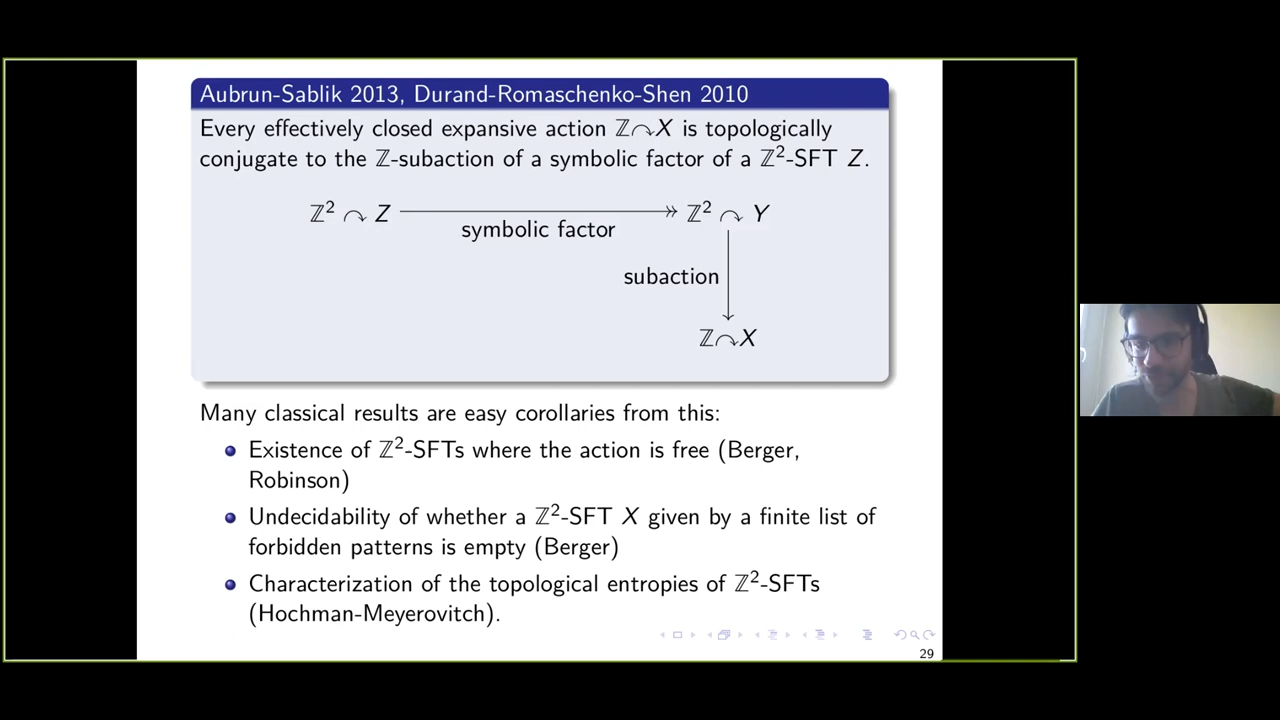 Aubrun-Sablik 2013, Durand-Romaschenko-Shen 2010
Every effectively closed expansive action ℤ↷X is topologically
conjugate to the ℤ-subaction of a symbolic factor of a ℤ²-SFT Z.
ℤ² ↷ Z ↠ ℤ² ↷ Y
symbolic factor
subaction
ℤ↷X
Many classical results are easy corollaries from this:
Existence of ℤ²-SFTs where the action is free (Berger,
Robinson)
Undecidability of whether a ℤ²-SFT X given by a finite list of
forbidden patterns is empty (Berger)
Characterization of the topological entropies of ℤ²-SFTs
(Hochman-Meyerovitch).
29